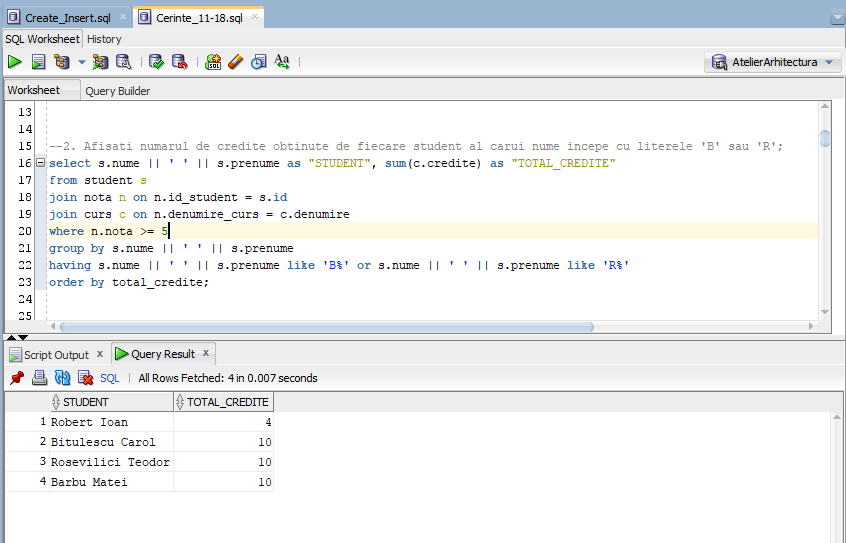 Create_Insert.sql × Cerinte_11-18.sql ×
SQL Worksheet History
Aa AtelierArhitectura
Worksheet Query Builder
13
14
15 --2. Afisati numarul de credite obtinute de fiecare student al carui nume incepe cu literele 'B' sau 'R';
16 select s.nume || ' ' || s.prenume as "STUDENT", sum(c.credite) as "TOTAL_CREDITE"
17 from student s
18 join nota n on n.id_student = s.id
19 join curs c on n.denumire_curs = c.denumire
20 where n.nota >= 5
21 group by s.nume || ' ' || s.prenume
22 having s.nume || ' ' || s.prenume like 'B%' or s.nume || ' ' || s.prenume like 'R%'
23 order by total_credite;
24
25
Script Output × Query Result ×
SQL | All Rows Fetched: 4 in 0.007 seconds
STUDENT TOTAL_CREDITE
1 Robert Ioan 4
2 Bitulescu Carol 10
3 Rosevilici Teodor 10
4 Barbu Matei 10